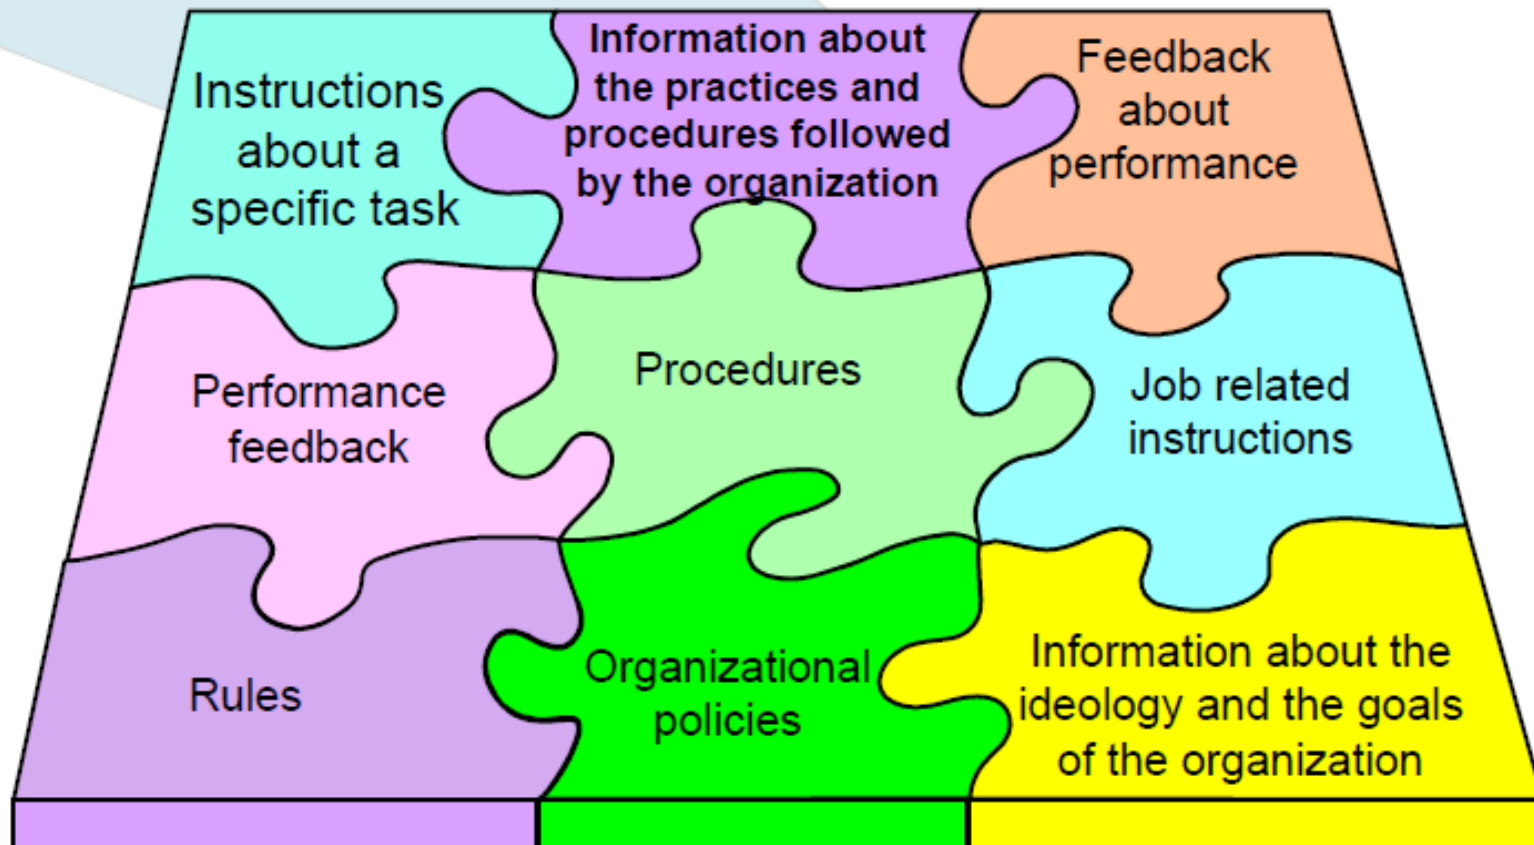 Instructions
about a
specific task
Information about
the practices and
procedures followed
by the organization
Feedback
about
performance
Performance
feedback
Procedures
Job related
instructions
Rules
Organizational
policies
Information about the
ideology and the goals
of the organization